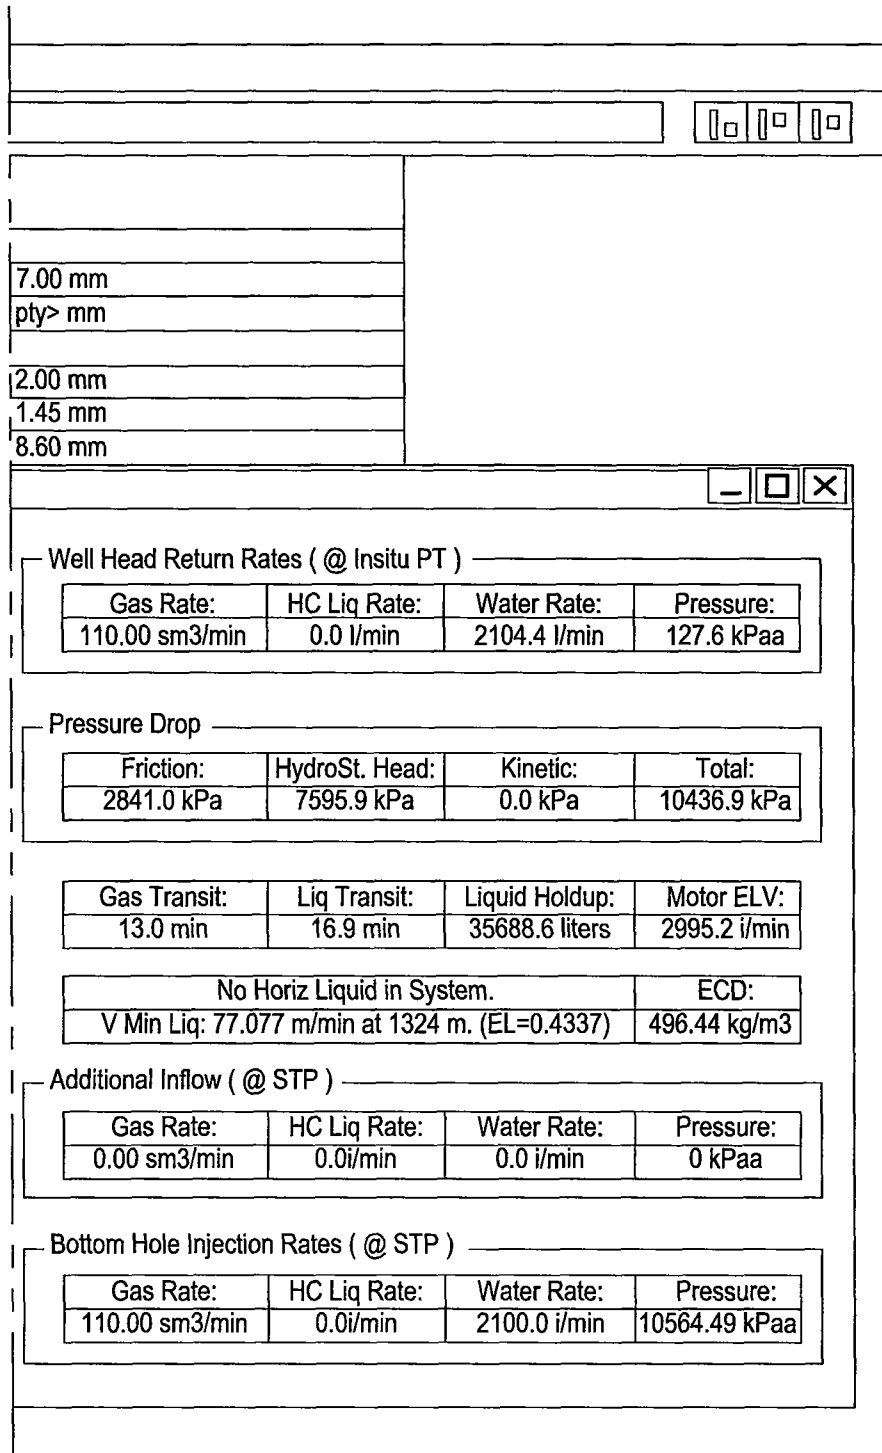 7.00 mm
pty> mm
2.00 mm
1.45 mm
8.60 mm
Well Head Return Rates ( @ Insitu PT )
Gas Rate: HC Liq Rate: Water Rate: Pressure:
110.00 sm3/min 0.0 l/min 2104.4 l/min 127.6 kPaa
Pressure Drop
Friction: HydroSt. Head: Kinetic: Total:
2841.0 kPa 7595.9 kPa 0.0 kPa 10436.9 kPa
Gas Transit: Liq Transit: Liquid Holdup: Motor ELV:
13.0 min 16.9 min 35688.6 liters 2995.2 i/min
No Horiz Liquid in System. ECD:
V Min Liq: 77.077 m/min at 1324 m. (EL=0.4337) 496.44 kg/m3
Additional Inflow ( @ STP )
Gas Rate: HC Liq Rate: Water Rate: Pressure:
0.00 sm3/min 0.0i/min 0.0 i/min 0 kPaa
Bottom Hole Injection Rates ( @ STP )
Gas Rate: HC Liq Rate: Water Rate: Pressure:
110.00 sm3/min 0.0i/min 2100.0 i/min 10564.49 kPaa